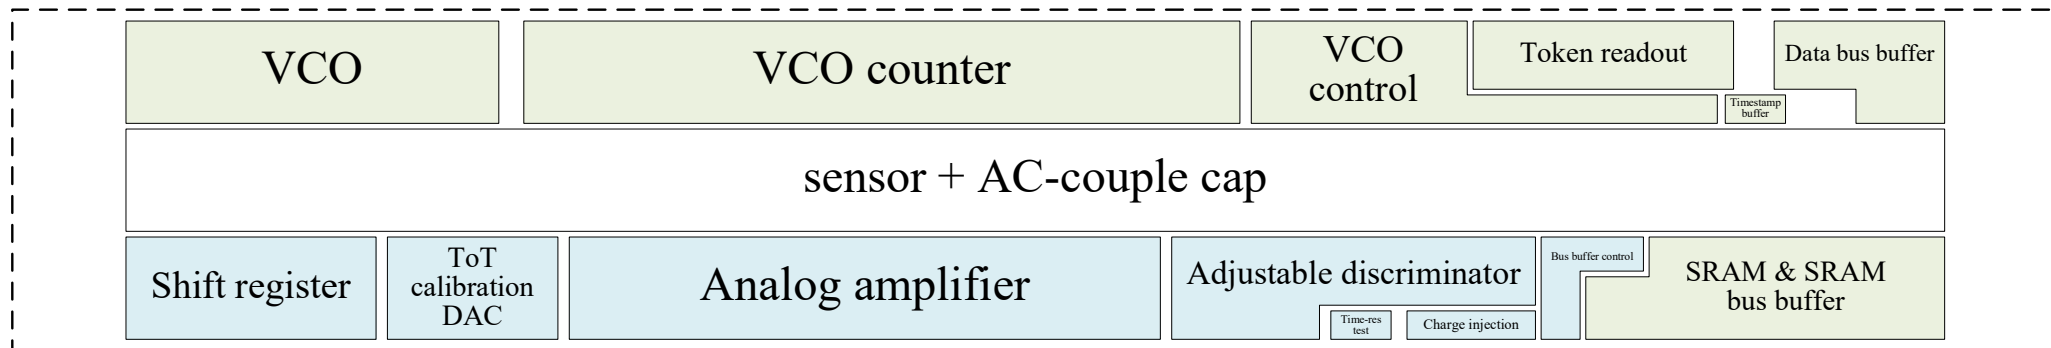 VCO
VCO counter
VCO
control
Token readout
Timestamp
buffer
Data bus buffer
sensor + AC-couple cap
Shift register
ToT
calibration
DAC
Analog amplifier
Adjustable discriminator
Time-res
test
Charge injection
Bus buffer control
SRAM & SRAM
bus buffer